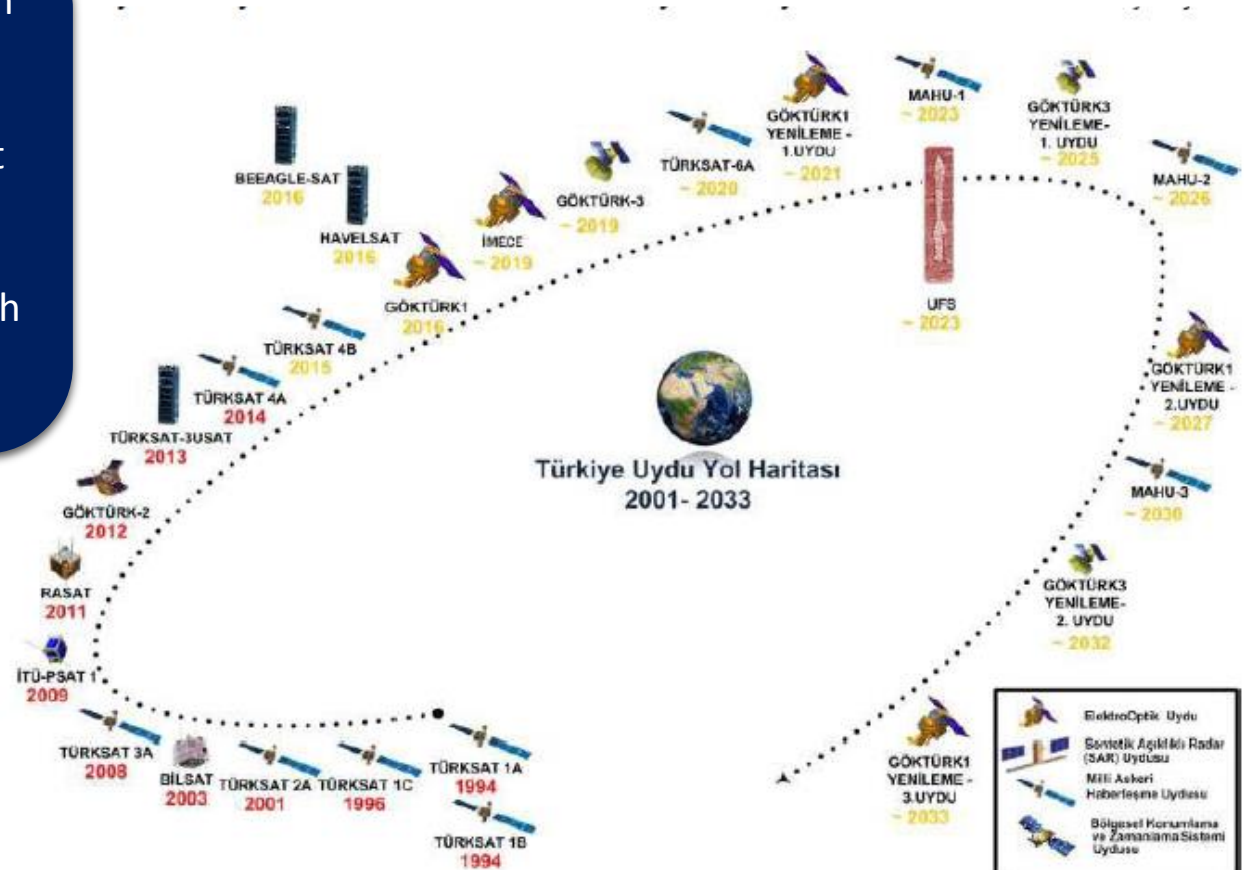 BEEAGLE-SAT
2016
HAVELSAT
2016
GÖKTÜRK1
2016
İMECE
~ 2019
GÖKTÜRK-3
~ 2019
TÜRKSAT-6A
~ 2020
GÖKTÜRK1
YENİLEME -
1.UYDU
~ 2021
MAHU-1
~ 2023
GÖKTÜRK3
YENİLEME-
1. UYDU
~ 2025
MAHU-2
~ 2026
UFS
~ 2023
GÖKTÜRK1
YENİLEME -
2.UYDU
~ 2027
MAHU-3
~ 2030
GÖKTÜRK3
YENİLEME-
2. UYDU
~ 2032
GÖKTÜRK1
YENİLEME -
3.UYDU
~ 2033
TÜRKSAT 4B
2015
TÜRKSAT 4A
2014
TÜRKSAT-3USAT
2013
GÖKTÜRK-2
2012
RASAT
2011
İTÜ-PSAT 1
2009
TÜRKSAT 3A
2008
BİLSAT
2003
TÜRKSAT 2A
2001
TÜRKSAT 1C
1996
TÜRKSAT 1A
1994
TÜRKSAT 1B
1994
Türkiye Uydu Yol Haritası
2001- 2033
ElektroOptik Uydu
Sentetik Açıklıklı Radar
(SAR) Uydusu
Milli Askeri
Haberleşme Uydusu
Bölgesel Konumlama
ve Zamanlama Sistemi
Uydusu